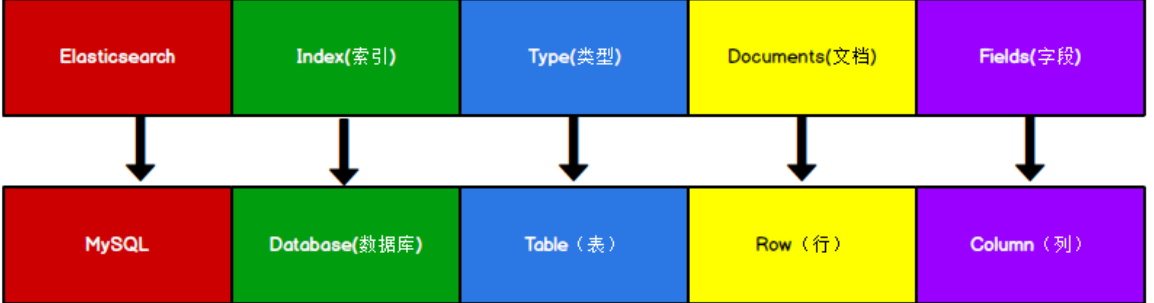 Elasticsearch
Index(索引)
Type(类型)
Documents(文档)
Fields(字段)
MySQL
Database(数据库)
Table（表）
Row（行）
Column（列）